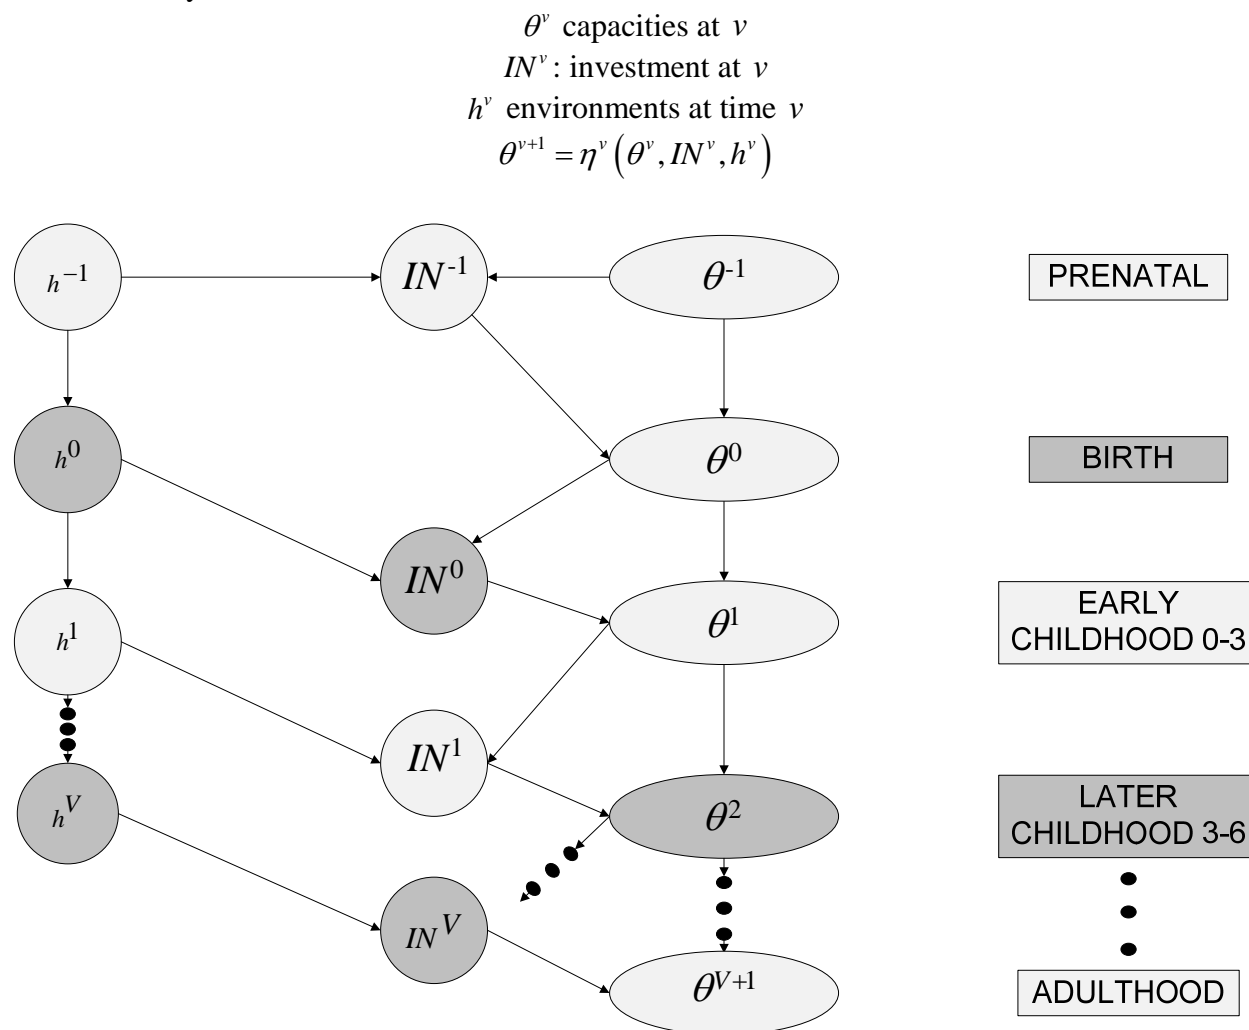 θ^v capacities at v
IN^v : investment at v
h^v environments at time v
θ^{v+1} = η^v (θ^v, IN^v, h^v)
h^{-1}
IN^{-1}
θ^{-1}
PRENATAL
h^0
θ^0
BIRTH
IN^0
θ^1
EARLY
CHILDHOOD 0-3
h^1
IN^1
θ^2
LATER
CHILDHOOD 3-6
h^V
IN^V
θ^{V+1}
ADULTHOOD